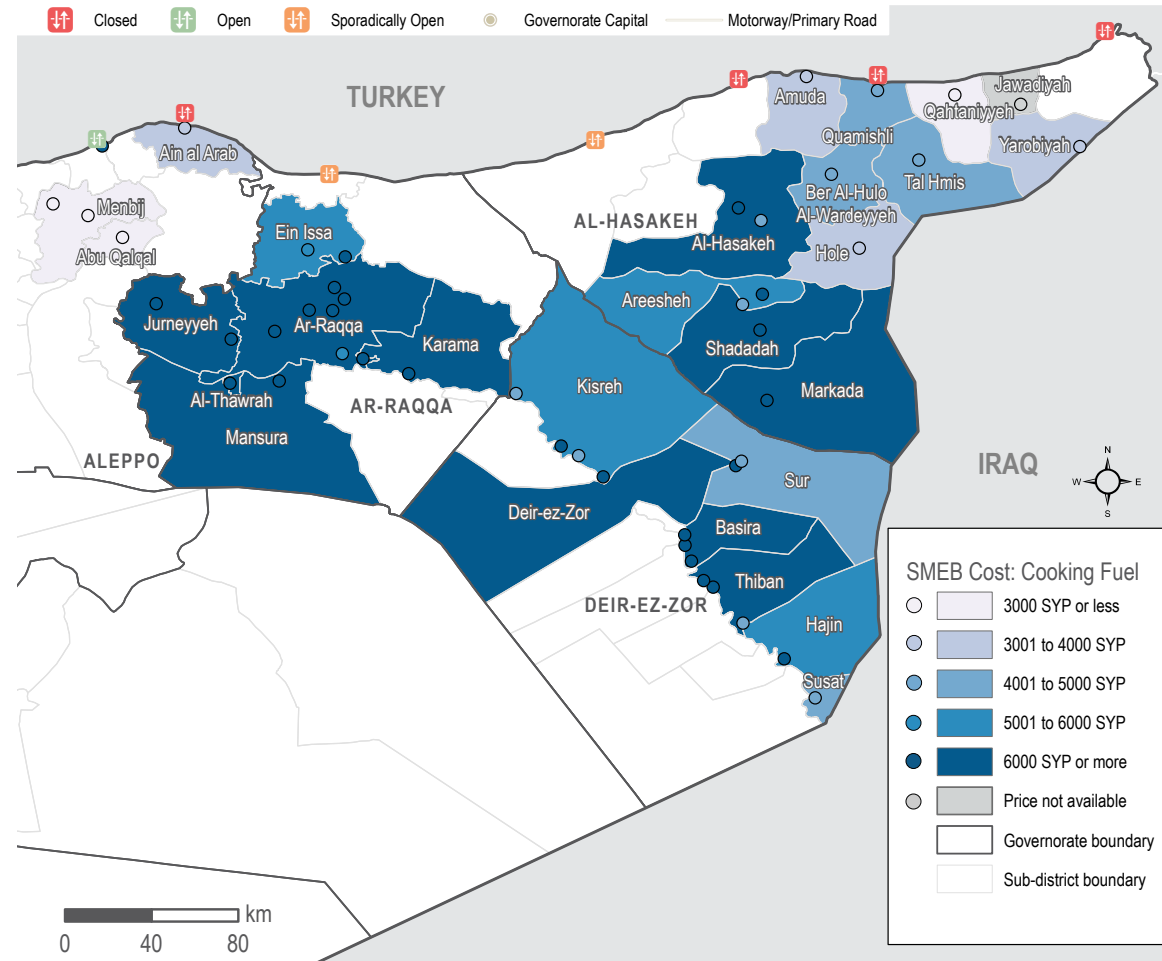 Closed
Open
Sporadically Open
Governorate Capital
Motorway/Primary Road
TURKEY
Jawadiyah
Amuda
Qahtaniyyeh
Quamishli
Yarobiyah
Ain al Arab
Tal Hmis
Ber Al-Hulo
Al-Wardeyyeh
Menbij
AL-HASAKEH
Ein Issa
Al-Hasakeh
Hole
Abu Qalqal
Areesheh
Jurneyyeh
Ar-Raqqa
Karama
Shadadah
Kisreh
Markada
Al-Thawrah
AR-RAQQA
Mansura
ALEPPO
IRAQ
N
W
E
S
Sur
Deir-ez-Zor
Basira
Thiban
DEIR-EZ-ZOR
Hajin
Susat
SMEB Cost: Cooking Fuel
3000 SYP or less
3001 to 4000 SYP
4001 to 5000 SYP
5001 to 6000 SYP
6000 SYP or more
Price not available
Governorate boundary
Sub-district boundary
km
0 40 80